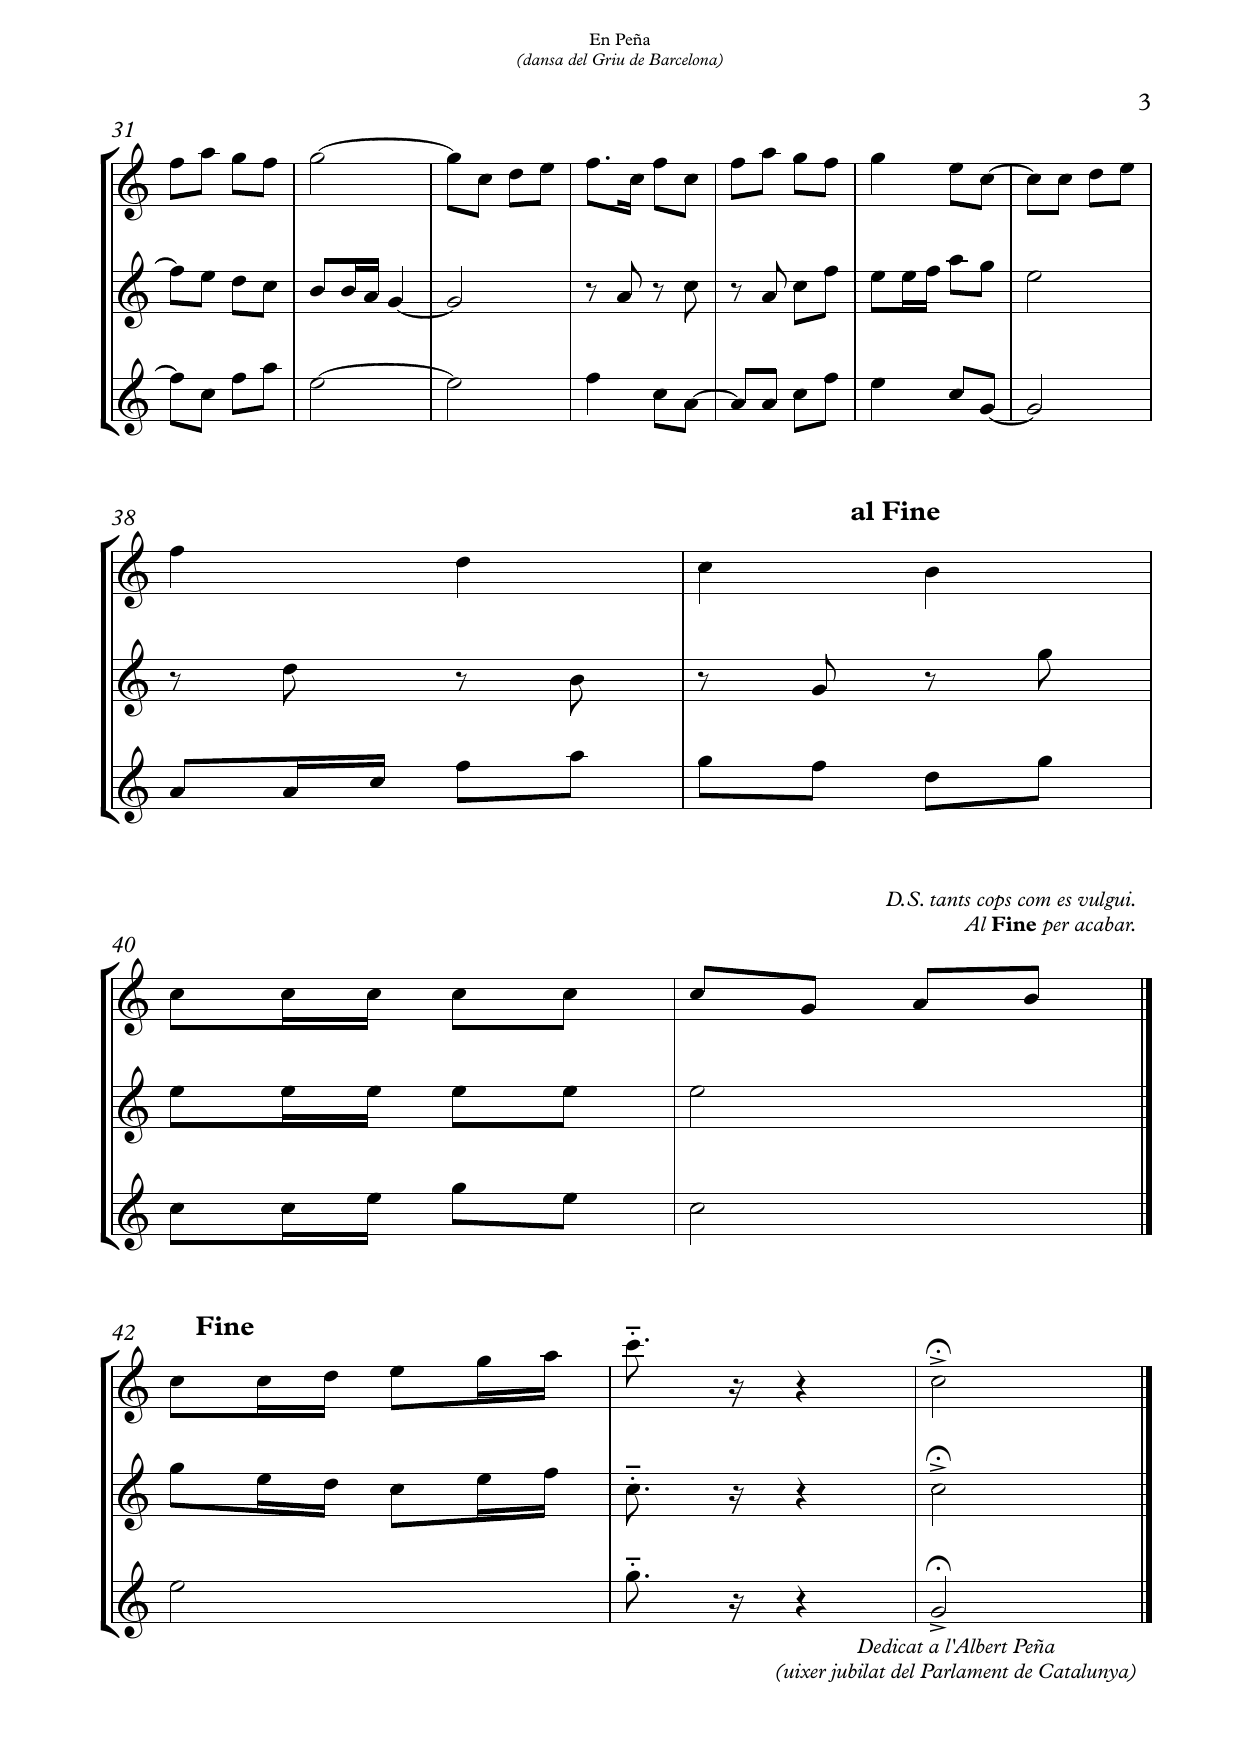 En Peña
(dansa del Griu de Barcelona)
3
31
38
al Fine
D.S. tants cops com es vulgui.
Al Fine per acabar.
40
42
Fine
Dedicat a l'Albert Peña
(uixer jubilat del Parlament de Catalunya)